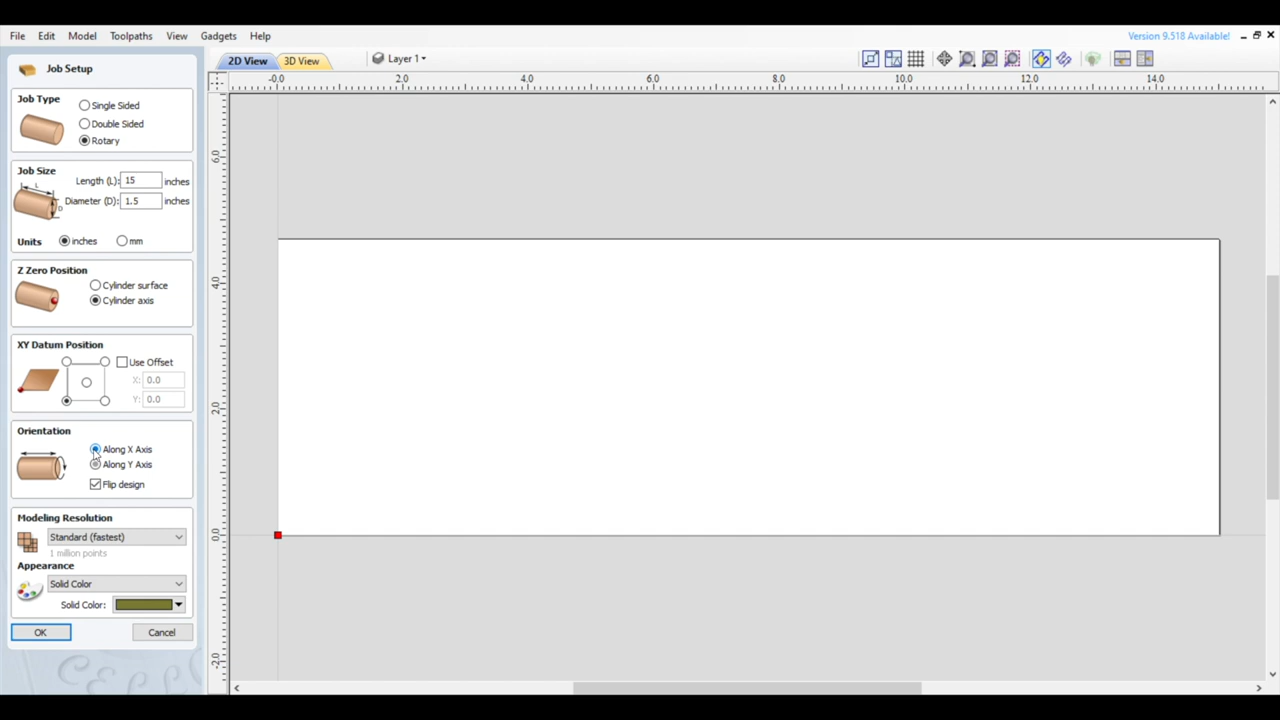 File Edit Model Toolpaths View Gadgets Help Version 9.518 Available!
Job Setup
2D View 3D View Layer 1
-0.0 2.0 4.0 6.0 8.0 10.0 12.0 14.0
Job Type
Single Sided
Double Sided
Rotary
Job Size
L
D
Length (L): 15 inches
Diameter (D): 1.5 inches
Units inches mm
Z Zero Position
Cylinder surface
Cylinder axis
XY Datum Position
Use Offset
X: 0.0
Y: 0.0
Orientation
Along X Axis
Along Y Axis
Flip design
Modeling Resolution
Standard (fastest)
1 million points
Appearance
Solid Color
Solid Color:
OK Cancel
6.0
4.0
2.0
0.0
-2.0